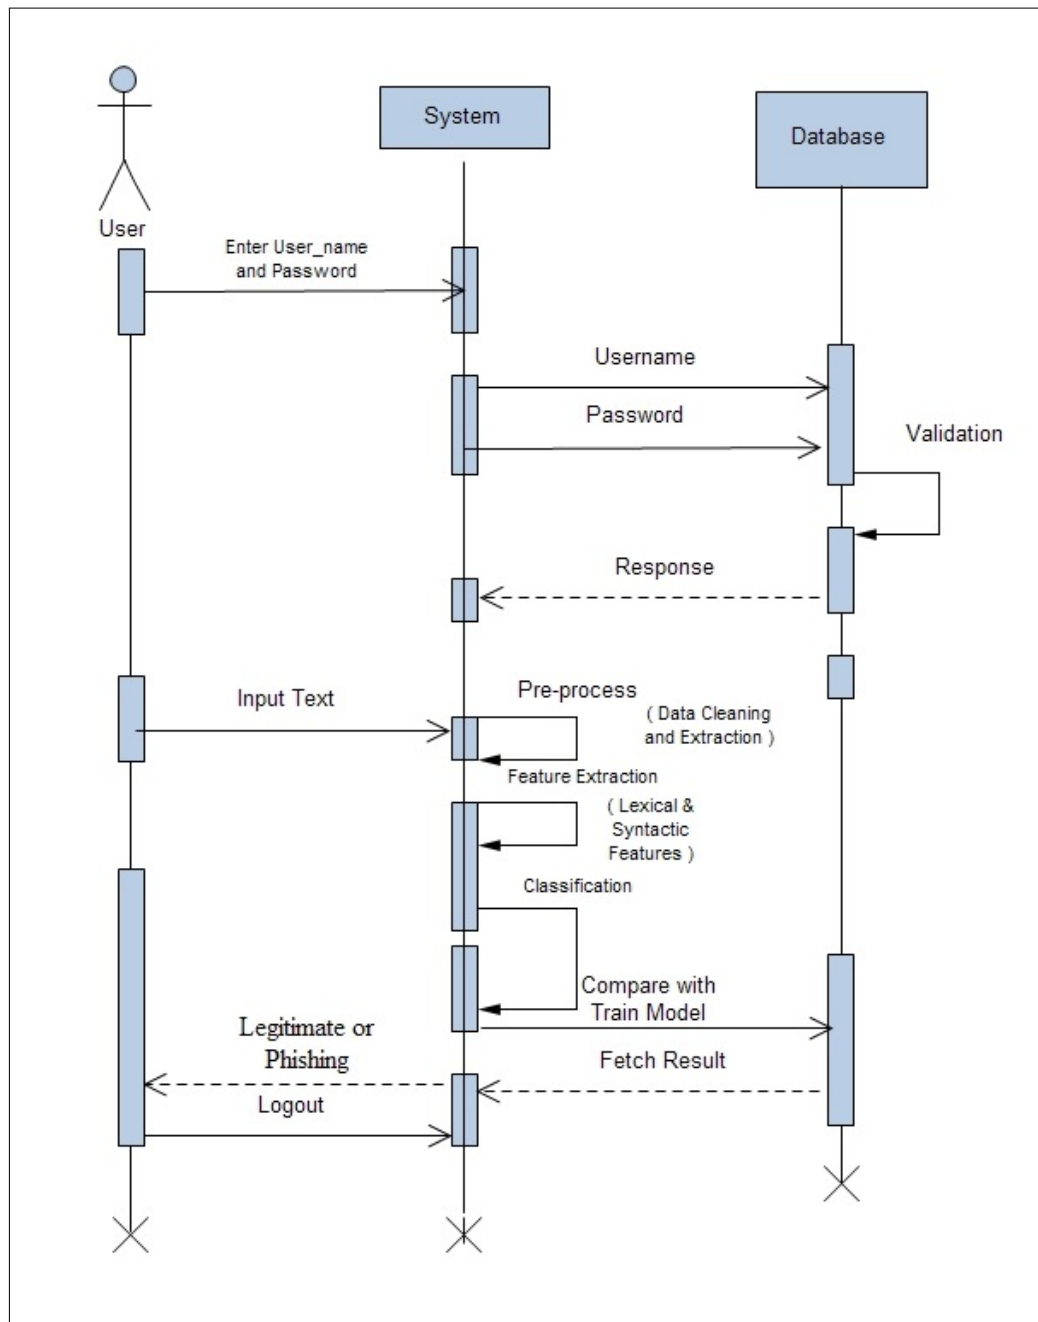 System
Database
User
Enter User_name
and Password
Username
Password
Validation
Response
Input Text
Pre-process
( Data Cleaning
and Extraction )
Feature Extraction
( Lexical &
Syntactic
Features )
Classification
Compare with
Train Model
Legitimate or
Phishing
Fetch Result
Logout